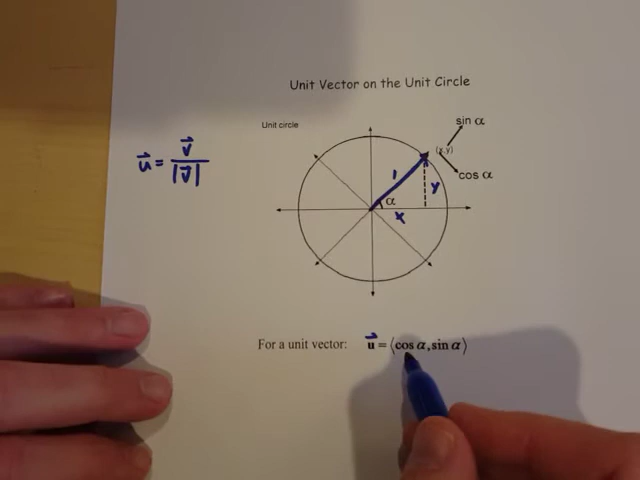 Unit Vector on the Unit Circle
Unit circle
sin α
(x,y)
cos α
u⃗ = v⃗ / |v⃗|
1
y
α
x
For a unit vector: u⃗ = ⟨cos α, sin α⟩